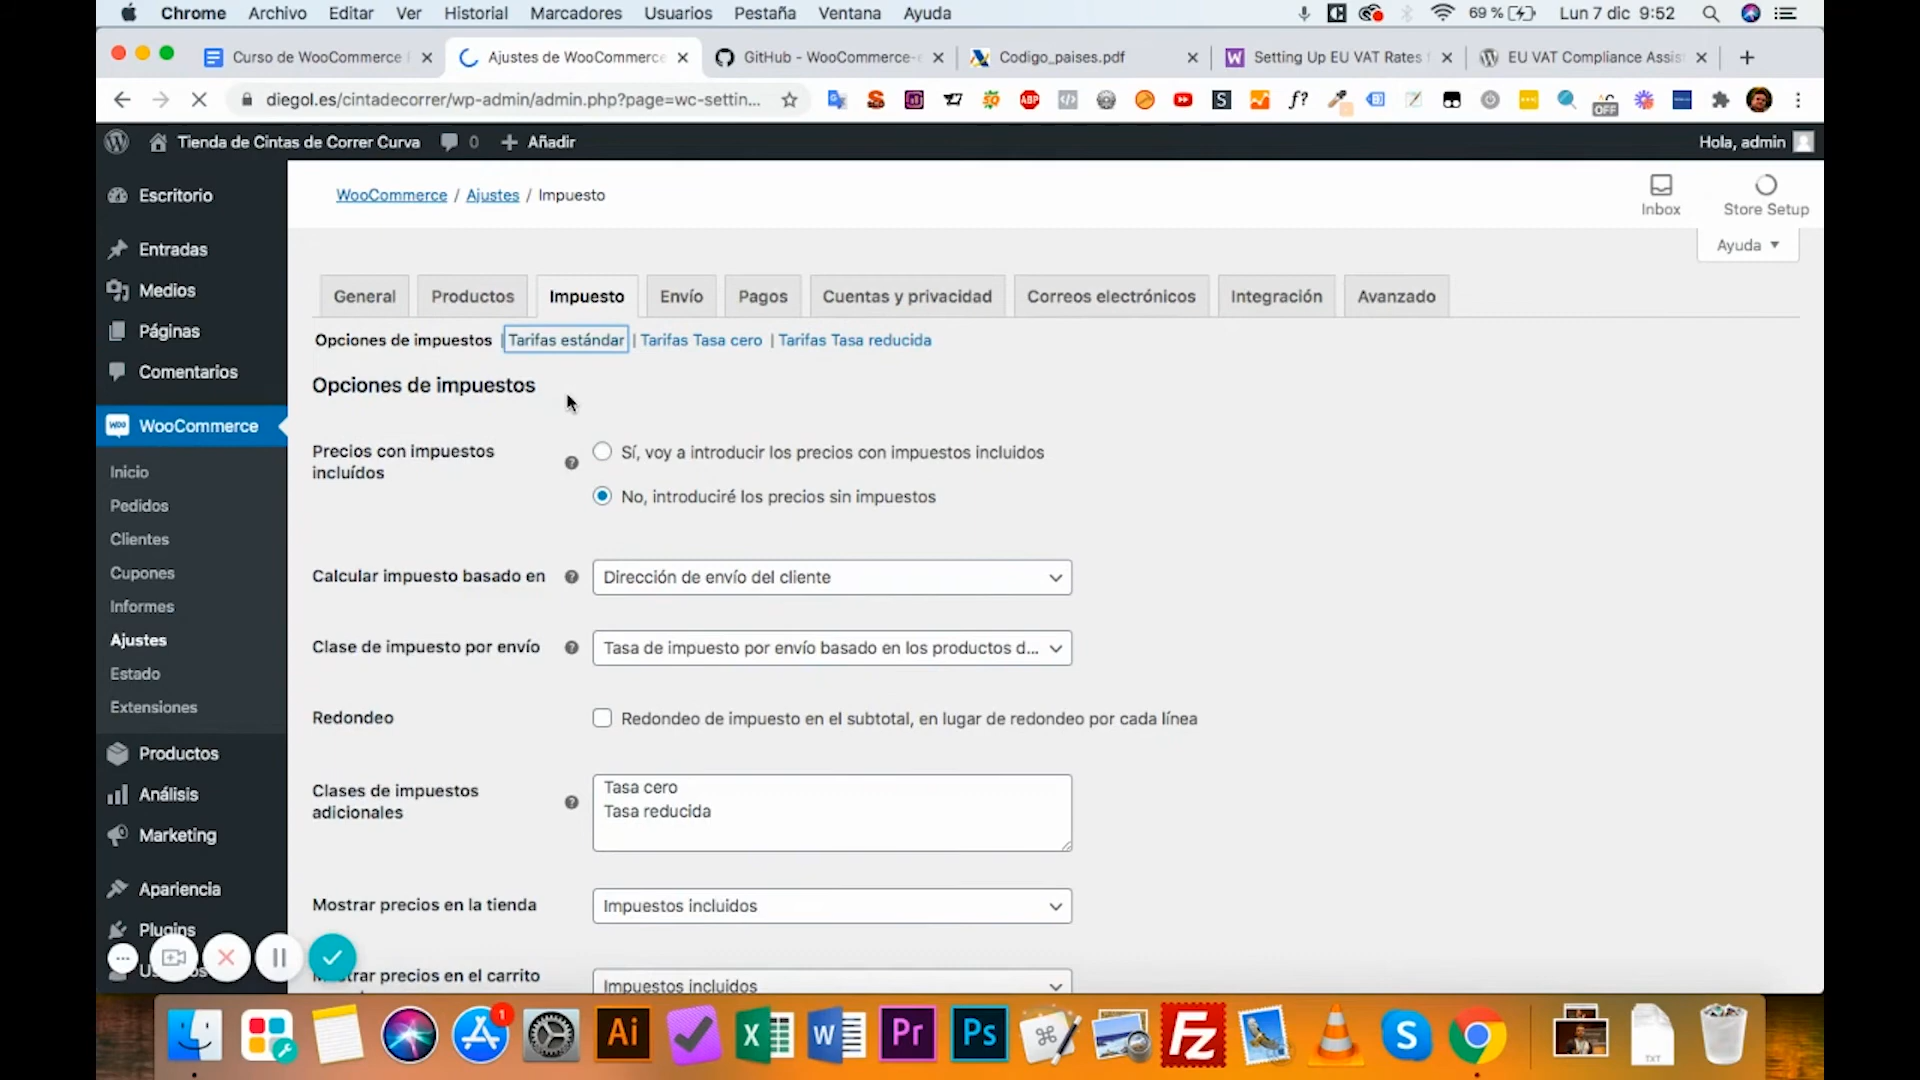 Chrome Archivo Editar Ver Historial Marcadores Usuarios Pestaña Ventana Ayuda 69 % Lun 7 dic 9:52
Curso de WooCommerce Ajustes de WooCommerce GitHub - WooCommerce- Codigo_paises.pdf Setting Up EU VAT Rates EU VAT Compliance Assis
diegol.es/cintadecorrer/wp-admin/admin.php?page=wc-settin... ABP S f? OFF
Tienda de Cintas de Correr Curva 0 + Añadir Hola, admin
Escritorio
Entradas
Medios
Páginas
Comentarios
WooCommerce
Inicio
Pedidos
Clientes
Cupones
Informes
Ajustes
Estado
Extensiones
Productos
Análisis
Marketing
Apariencia
Plugins
WooCommerce / Ajustes / Impuesto
Inbox
Store Setup
Ayuda
General Productos Impuesto Envío Pagos Cuentas y privacidad Correos electrónicos Integración Avanzado
Opciones de impuestos | Tarifas estándar | Tarifas Tasa cero | Tarifas Tasa reducida
Opciones de impuestos
Precios con impuestos
incluídos
Sí, voy a introducir los precios con impuestos incluidos
No, introduciré los precios sin impuestos
Calcular impuesto basado en
Dirección de envío del cliente
Clase de impuesto por envío
Tasa de impuesto por envío basado en los productos d...
Redondeo
Redondeo de impuesto en el subtotal, en lugar de redondeo por cada línea
Clases de impuestos
adicionales
Tasa cero
Tasa reducida
Mostrar precios en la tienda
Impuestos incluidos
precios en el carrito
Impuestos incluidos
1
Ai Pr Ps Fz S TXT